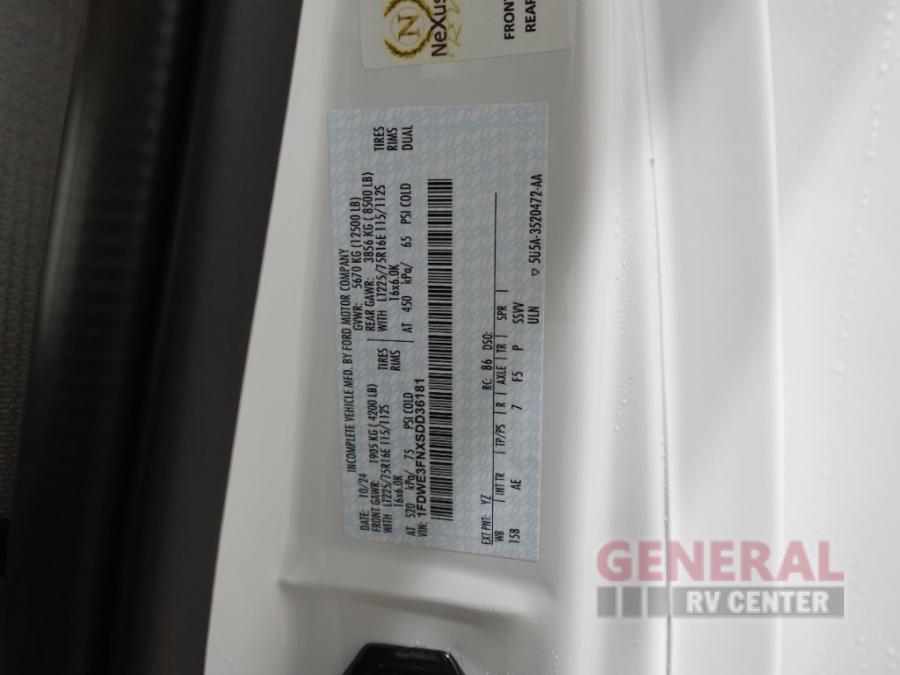 NeXus
FRONT
REAR
INCOMPLETE VEHICLE MFD. BY FORD MOTOR COMPANY
DATE: 10/24 GVWR: 5670 KG (12500 LB)
FRONT GAWR: 1905 KG ( 4200 LB) REAR GAWR: 3856 KG ( 8500 LB)
WITH LT225/75R16E 115/112S TIRES WITH LT225/75R16E 115/112S TIRES
16x6.0K RIMS 16x6.0K RIMS
AT 520 kPa/ 75 PSI COLD AT 450 kPa/ 65 PSI COLD DUAL
VIN: 1FDWE3FNXSDD36181
EXT PNT: YZ RC: 86 DSO:
WB | INT TR | TP/PS | R | AXLE | TR | SPR |
158 AE 7 F5 P SSVV
ULN
▽ 5U5A-3520472-AA
GENERAL
RV CENTER